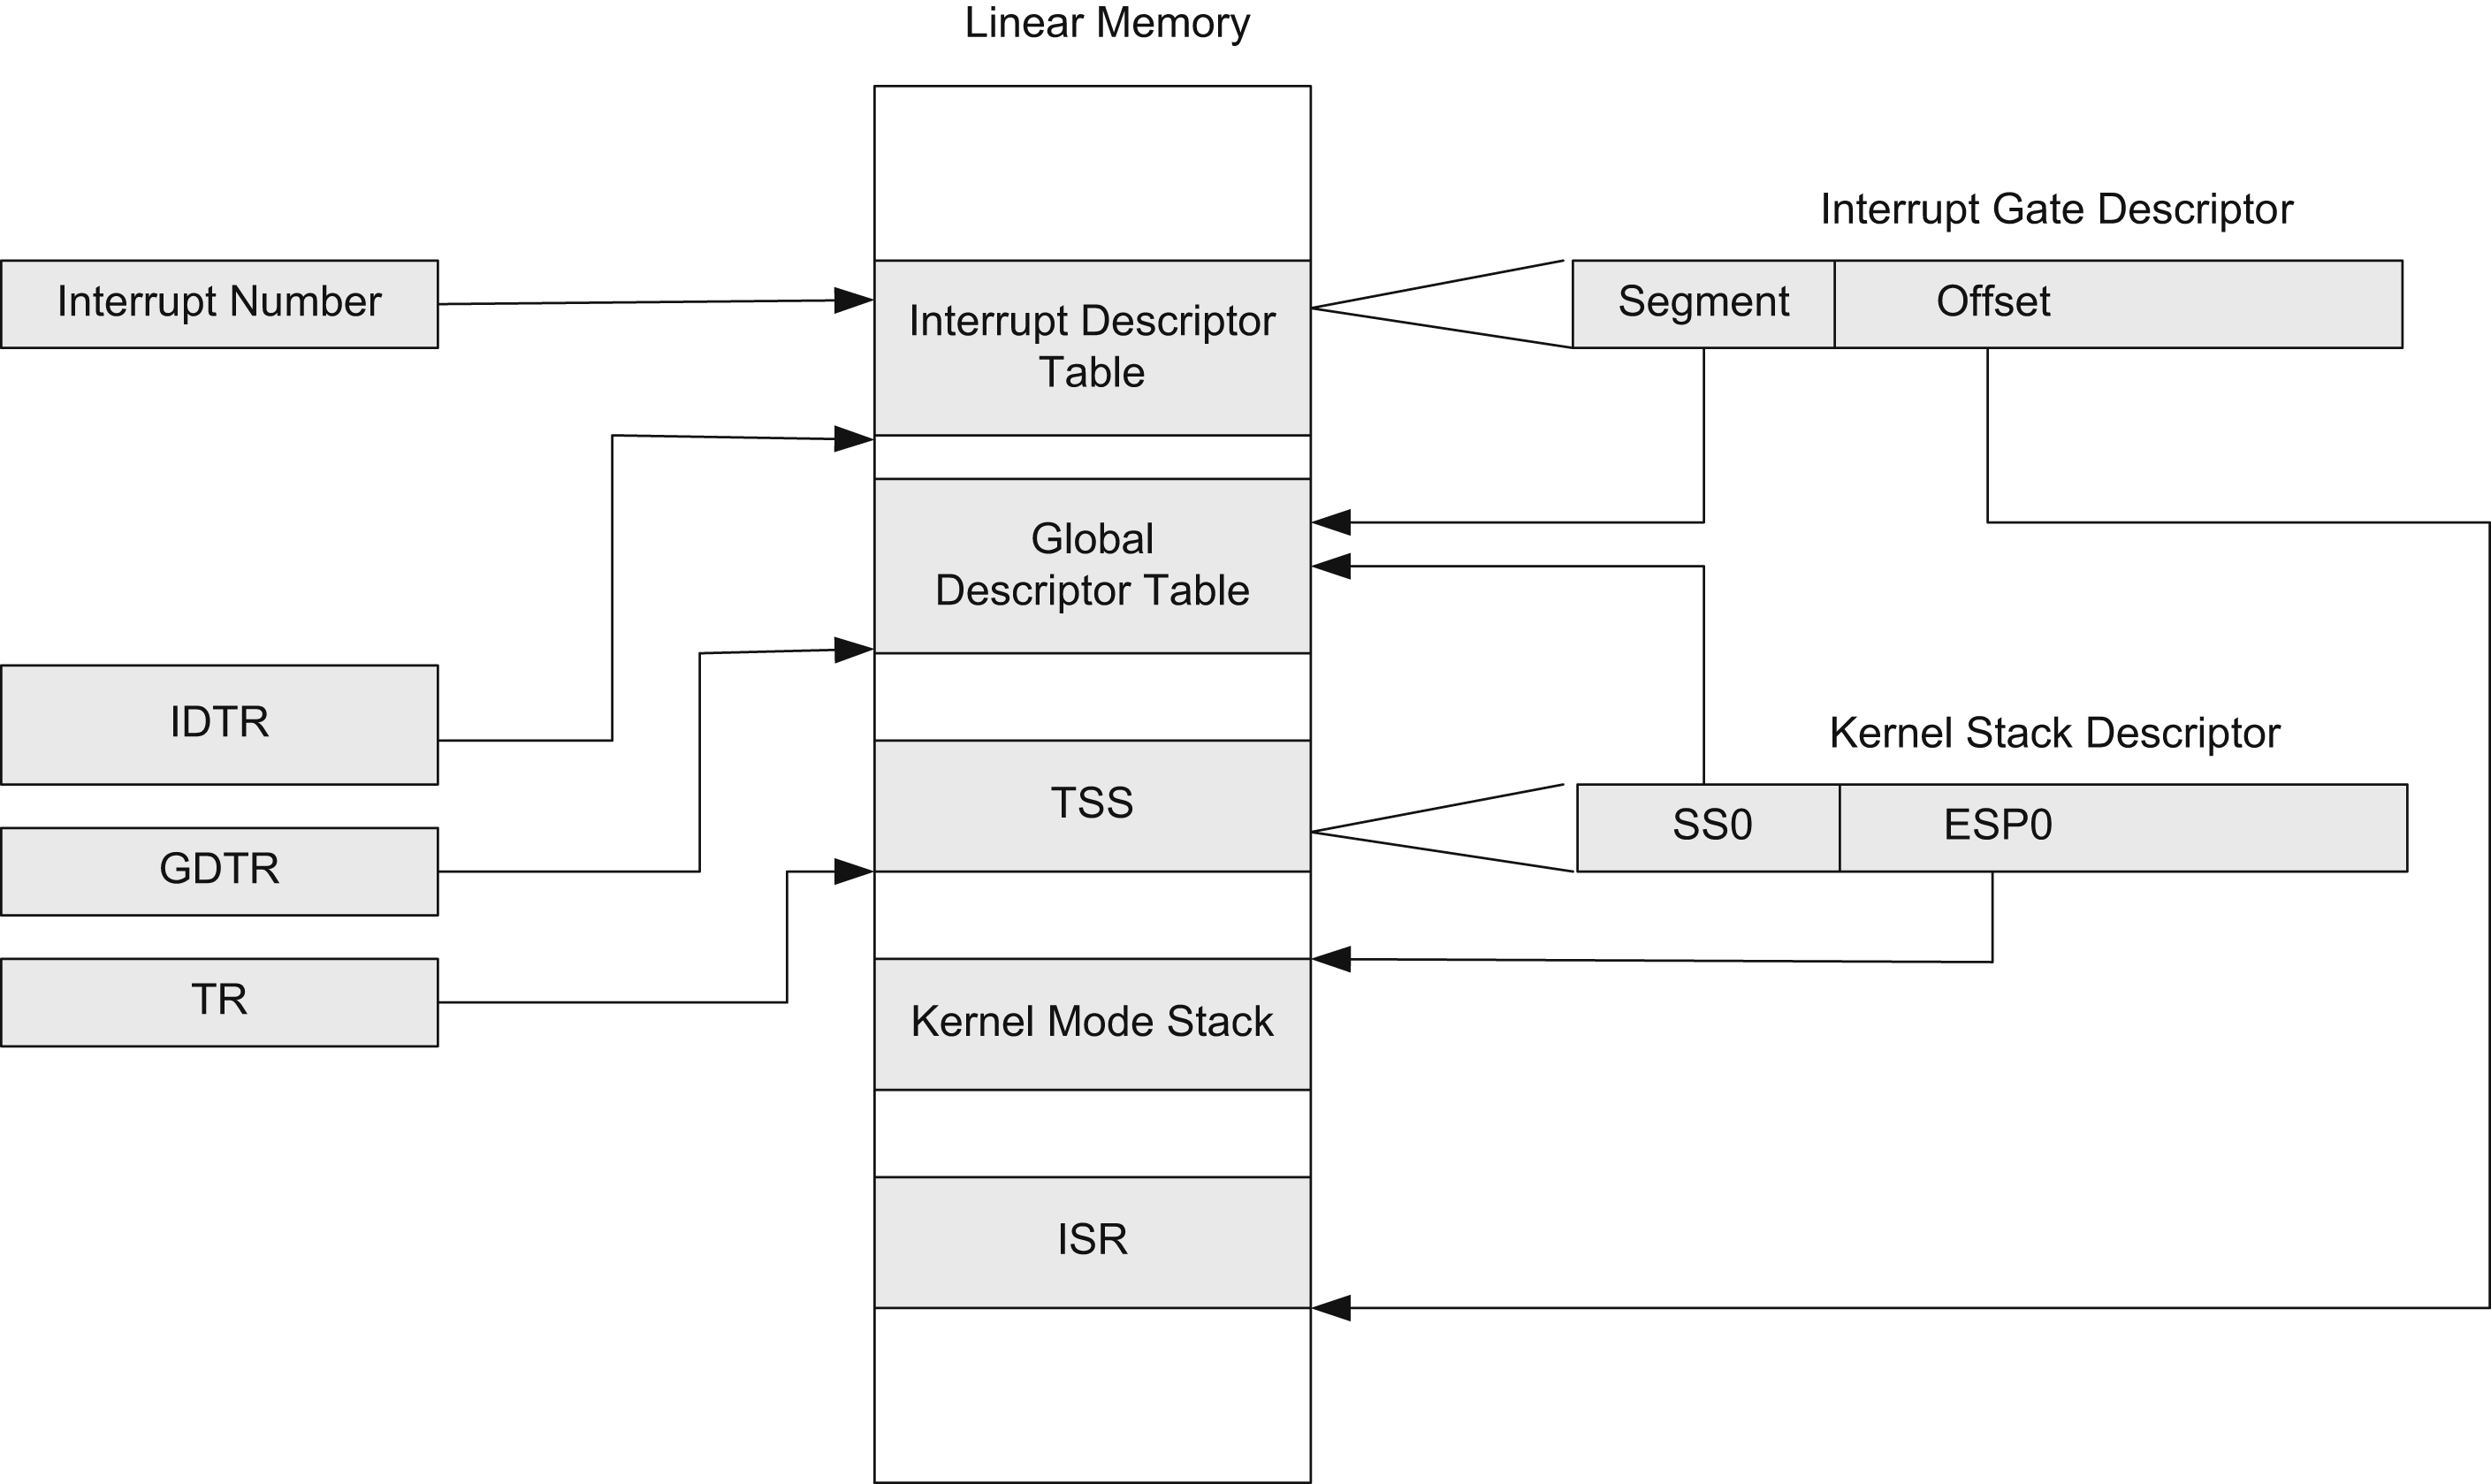 Linear Memory
Interrupt Gate Descriptor
Interrupt Number
Interrupt Descriptor
Table
Segment
Offset
Global
Descriptor Table
IDTR
Kernel Stack Descriptor
TSS
SS0
ESP0
GDTR
TR
Kernel Mode Stack
ISR